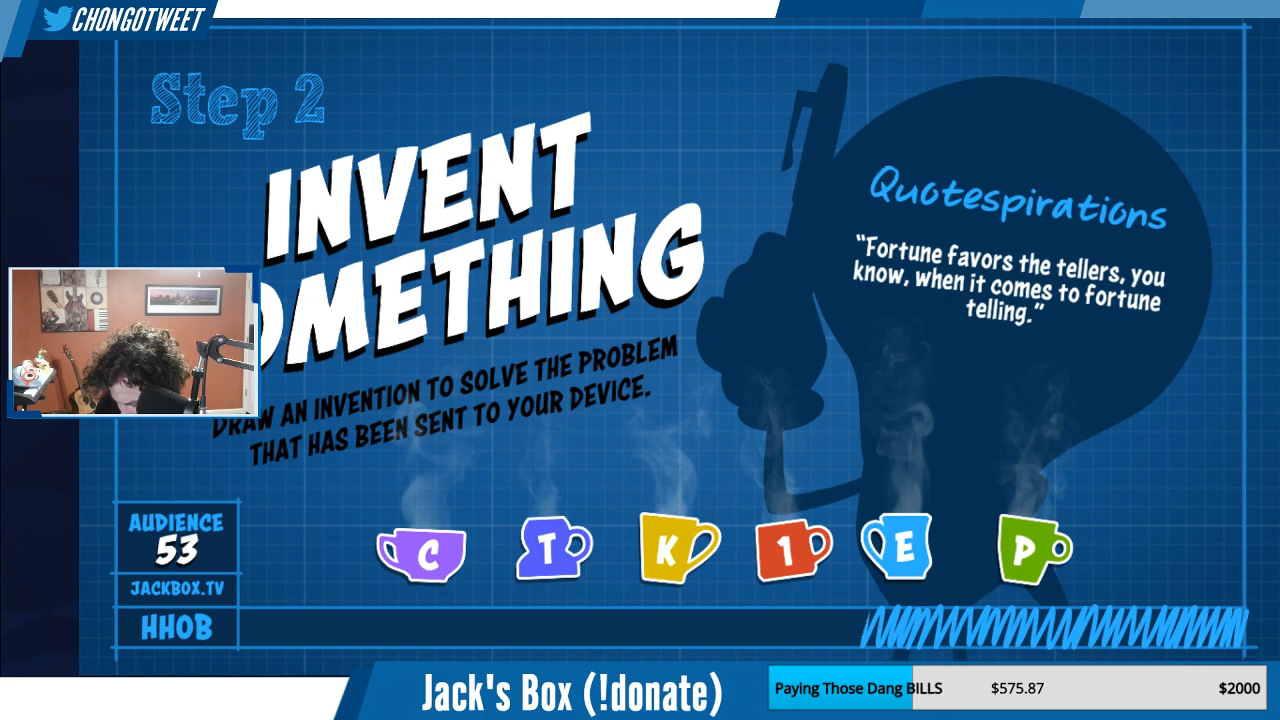 CHONGOTWEET
Step 2
INVENT
OMETHING
DRAW AN INVENTION TO SOLVE THE PROBLEM
THAT HAS BEEN SENT TO YOUR DEVICE.
Quotespirations
“Fortune favors the tellers, you
know, when it comes to fortune
telling.”
C T K 1 E P
AUDIENCE
53
JACKBOX.TV
HHOB
Jack's Box (!donate)
Paying Those Dang BILLS $575.87 $2000